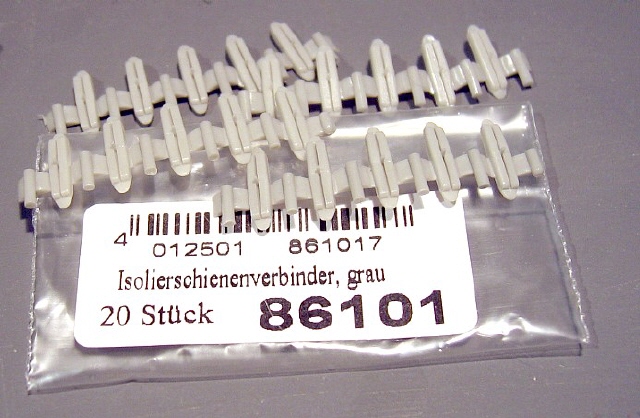 4 012501 861017
Isolierschienenverbinder, grau
20 Stück 86101